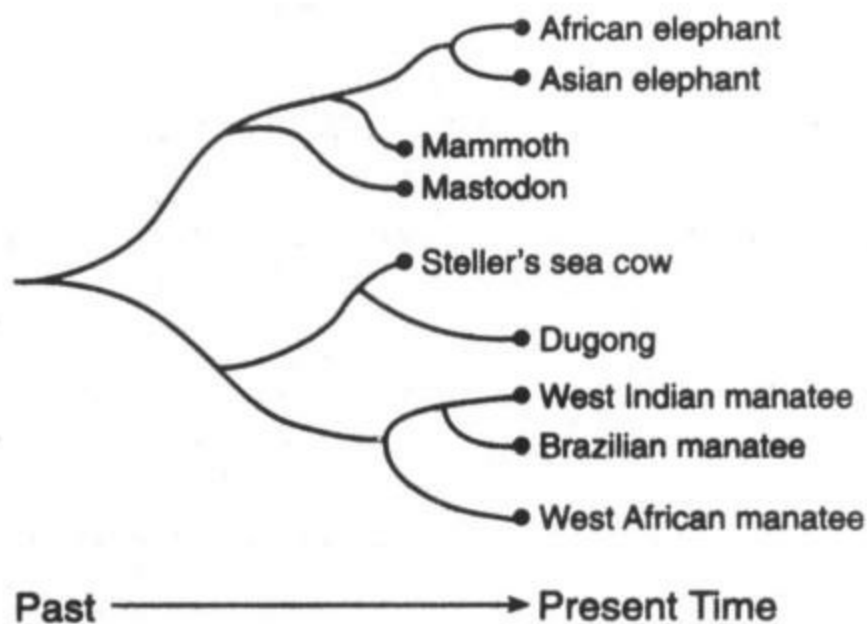 African elephant
Asian elephant
Mammoth
Mastodon
Steller's sea cow
Dugong
West Indian manatee
Brazilian manatee
West African manatee
Past
Present Time